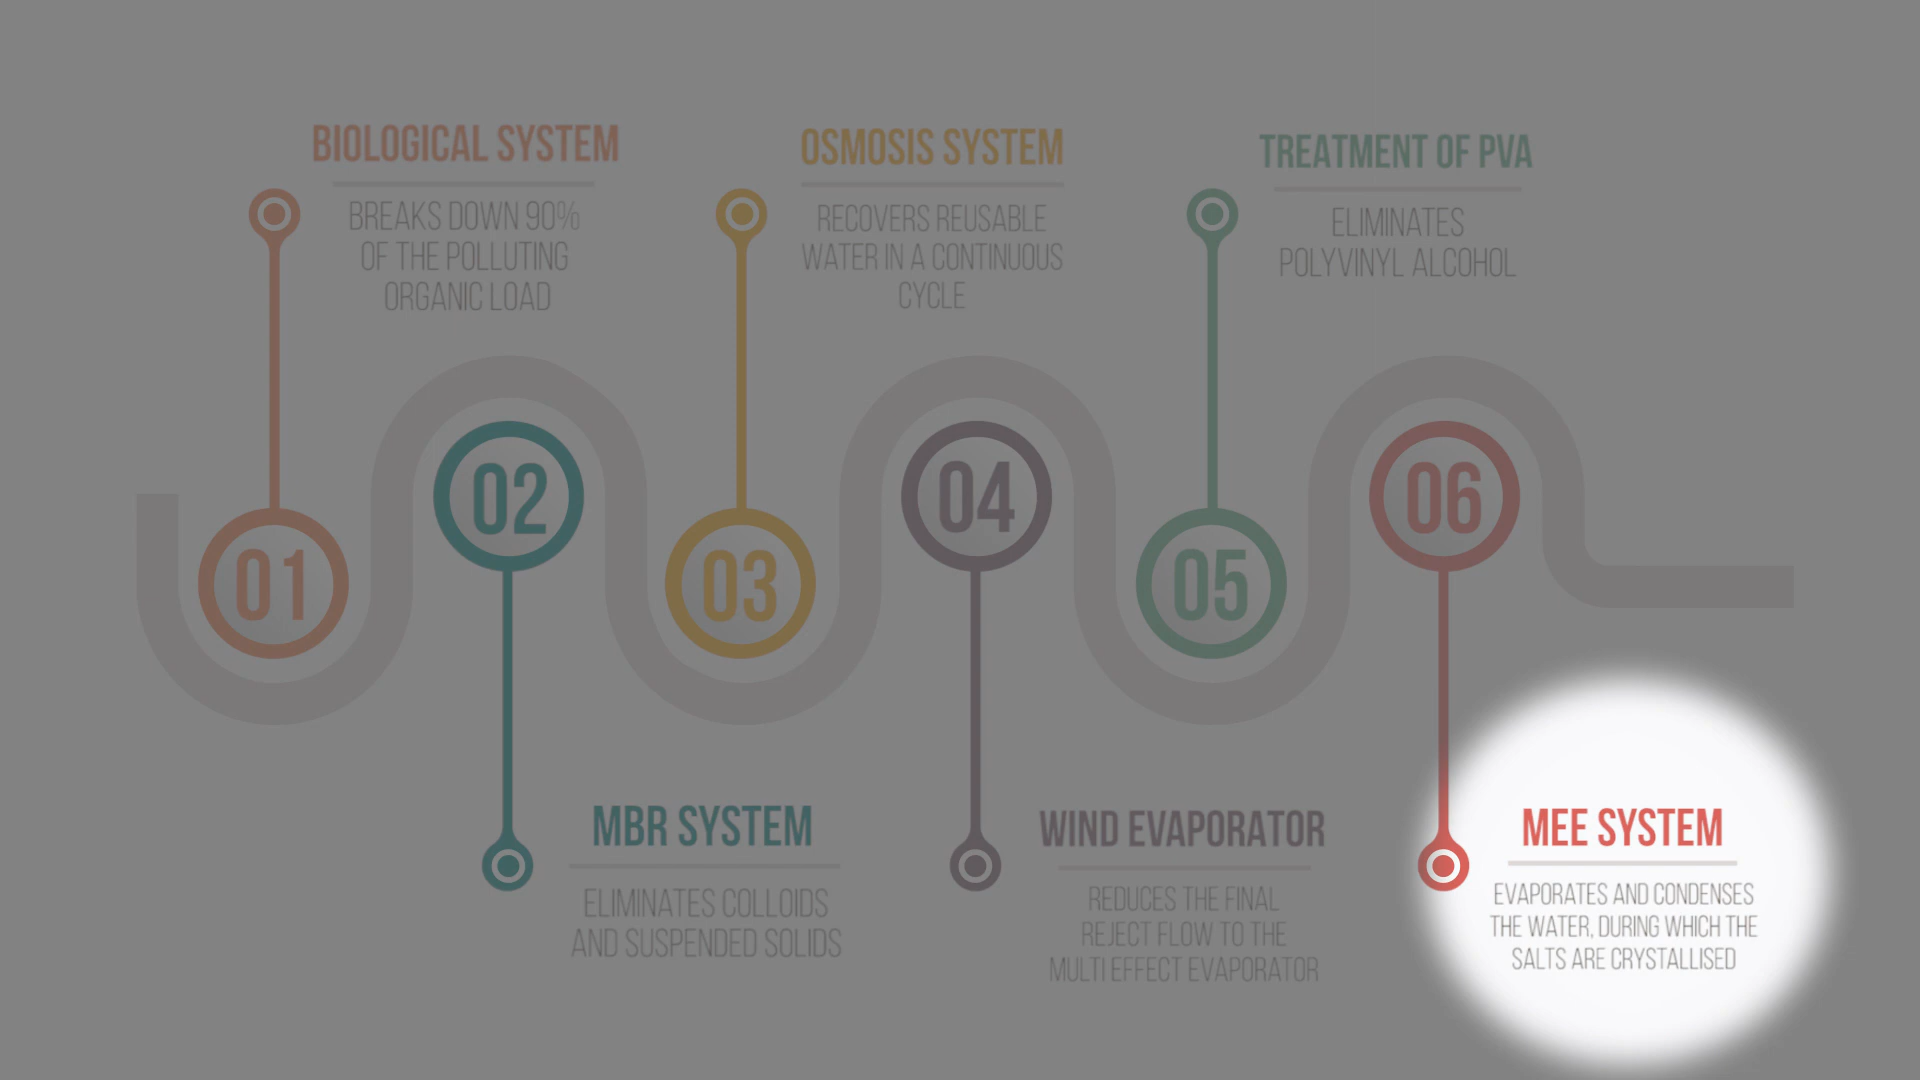 BIOLOGICAL SYSTEM
BREAKS DOWN 90%
OF THE POLLUTING
ORGANIC LOAD
OSMOSIS SYSTEM
RECOVERS REUSABLE
WATER IN A CONTINUOUS
CYCLE
TREATMENT OF PVA
ELIMINATES
POLYVINYL ALCOHOL
01
02
03
04
05
06
MBR SYSTEM
ELIMINATES COLLOIDS
AND SUSPENDED SOLIDS
WIND EVAPORATOR
REDUCES THE FINAL
REJECT FLOW TO THE
MULTI EFFECT EVAPORATOR
MEE SYSTEM
EVAPORATES AND CONDENSES
THE WATER, DURING WHICH THE
SALTS ARE CRYSTALLISED